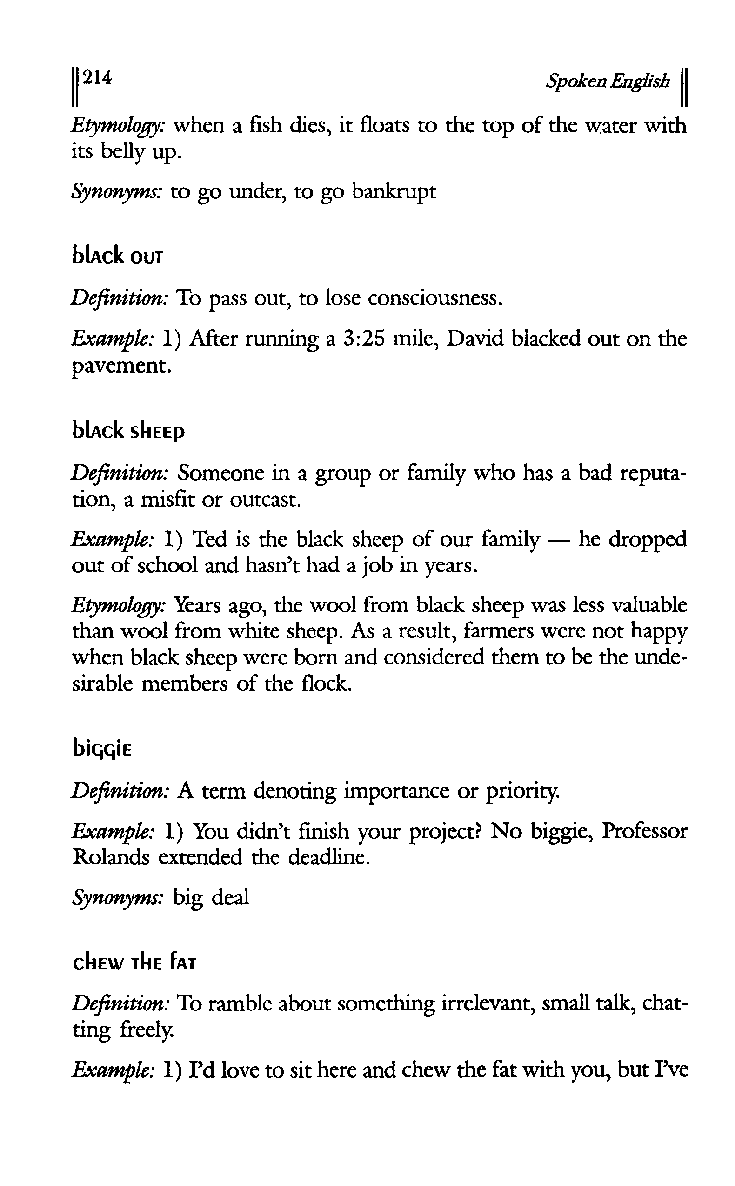 214 Spoken English
Etymology: when a fish dies, it floats to the top of the water with
its belly up.
Synonyms: to go under, to go bankrupt
black out
Definition: To pass out, to lose consciousness.
Example: 1) After running a 3:25 mile, David blacked out on the
pavement.
black sheep
Definition: Someone in a group or family who has a bad reputa-
tion, a misfit or outcast.
Example: 1) Ted is the black sheep of our family — he dropped
out of school and hasn't had a job in years.
Etymology: Years ago, the wool from black sheep was less valuable
than wool from white sheep. As a result, farmers were not happy
when black sheep were born and considered them to be the unde-
sirable members of the flock.
biggie
Definition: A term denoting importance or priority.
Example: 1) You didn't finish your project? No biggie, Professor
Rolands extended the deadline.
Synonyms: big deal
chew the fat
Definition: To ramble about something irrelevant, small talk, chat-
ting freely.
Example: 1) I'd love to sit here and chew the fat with you, but I've